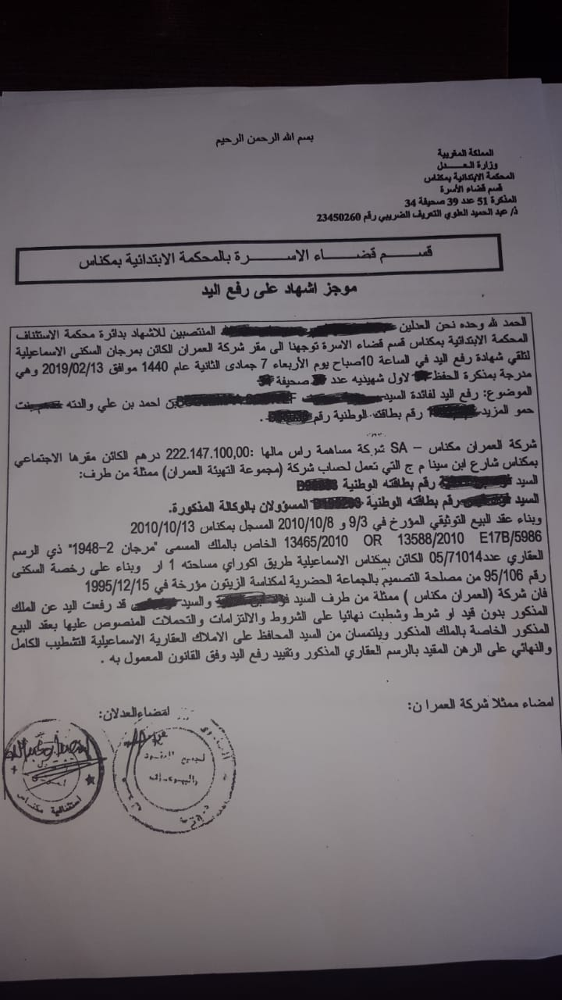 بسم الله الرحمن الرحيم
المملكة المغربية
وزارة العــــدل
المحكمة الابتدائية بمكناس
قسم قضاء الأسرة
المذكرة 51 عدد 39 صحيفة 34
ذ/ عبد الحميد العلوي التعريف الضريبي رقم 23450260
قســـم قضـــــاء الاســـــرة بالمحكمة الابتدائية بمكناس
موجز اشهاد على رفع اليد
الحمد لله وحده نحن العدلين المنتصبين للاشهاد بدائرة محكمة الاستئناف
المحكمة الابتدائية بمكناس قسم قضاء الاسرة توجهنا الى مقر شركة العمران الكائن بمرجان السكنى الاسماعيلية
لتلقي شهادة رفع اليد في الساعة 10صباح يوم الأربعاء 7 جمادى الثانية عام 1440 موافق 2019/02/13 وهي
مدرجة بمذكرة الحفظ لاول شهينيه عدد صحيفة
الموضوع: رفع اليد لفائدة السيد بن احمد بن علي والدته بنت
حمو المزيد رقم بطاقته الوطنية رقم .
شركة العمران مكناس – SA شركة مساهمة راس مالها :222.147.100,00 درهم الكائن مقرها الاجتماعي
بمكناس شارع ابن سينا م ج التي تعمل لحساب شركة (مجموعة التهيئة العمران) ممثلة من طرف:
السيد رقم بطاقته الوطنية
السيد رقم بطاقته الوطنية المسؤولان بالوكالة المذكورة.
وبناء عقد البيع التوثيقي المؤرخ في 9/3 و 2010/10/8 المسجل بمكناس 2010/10/13
13465/2010 OR 13588/2010 E17B/5986 الخاص بالملك المسمى "مرجان 2–1948" ذي الرسم
العقاري عدد05/71014 الكائن بمكناس الاسماعيلية طريق اكوراي مساحته 1 ار وبناء على رخصة السكنى
رقم 95/106 من مصلحة التصميم بالجماعة الحضرية لمكناسة الزيتون مؤرخة في 1995/12/15
فان شركة (العمران مكناس ) ممثلة من طرف السيد والسيد قد رفعت اليد عن الملك
المذكور بدون قيد او شرط وشطبت نهائيا على الشروط والالتزامات والتحملات المنصوص عليها بعقد البيع
المذكور الخاصة بالملك المذكور ويلتمسان من السيد المحافظ على الاملاك العقارية الاسماعيلية التشطيب الكامل
والنهائي على الرهن المقيد بالرسم العقاري المذكور وتقييد رفع اليد وفق القانون المعمول به .
امضاء ممثلا شركة العمران:
امضاءالعدلان:
لجميع العقود
استئنافية مكناس